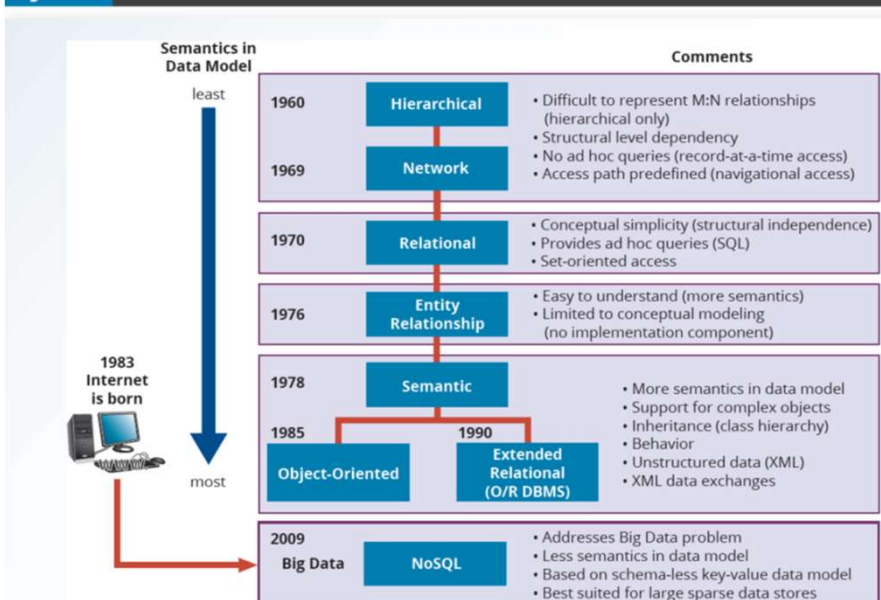 Semantics in
Data Model
Comments
least
1960
Hierarchical
• Difficult to represent M:N relationships
(hierarchical only)
• Structural level dependency
• No ad hoc queries (record-at-a-time access)
• Access path predefined (navigational access)
1969
Network
1970
Relational
• Conceptual simplicity (structural independence)
• Provides ad hoc queries (SQL)
• Set-oriented access
1976
Entity
Relationship
• Easy to understand (more semantics)
• Limited to conceptual modeling
(no implementation component)
1983
Internet
is born
1978
Semantic
• More semantics in data model
• Support for complex objects
• Inheritance (class hierarchy)
• Behavior
• Unstructured data (XML)
• XML data exchanges
1985
Object-Oriented
1990
Extended
Relational
(O/R DBMS)
most
2009
Big Data
NoSQL
• Addresses Big Data problem
• Less semantics in data model
• Based on schema-less key-value data model
• Best suited for large sparse data stores